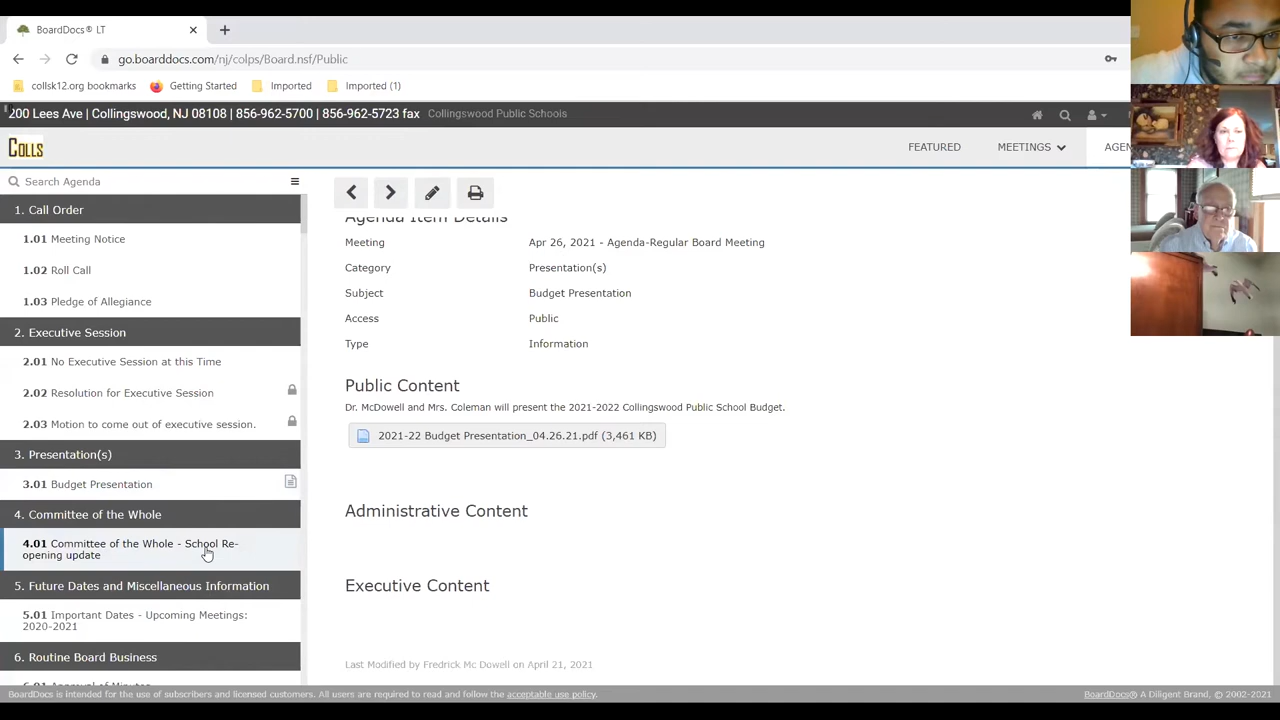 BoardDocs® LT
go.boarddocs.com/nj/colps/Board.nsf/Public
collsk12.org bookmarks Getting Started Imported Imported (1)
200 Lees Ave | Collingswood, NJ 08108 | 856-962-5700 | 856-962-5723 fax Collingswood Public Schools
COLLS
FEATURED MEETINGS
Search Agenda
1. Call Order
1.01 Meeting Notice
1.02 Roll Call
1.03 Pledge of Allegiance
2. Executive Session
2.01 No Executive Session at this Time
2.02 Resolution for Executive Session
2.03 Motion to come out of executive session.
3. Presentation(s)
3.01 Budget Presentation
4. Committee of the Whole
4.01 Committee of the Whole - School Re-
opening update
5. Future Dates and Miscellaneous Information
5.01 Important Dates - Upcoming Meetings:
2020-2021
6. Routine Board Business
Agenda Item Details
Meeting Apr 26, 2021 - Agenda-Regular Board Meeting
Category Presentation(s)
Subject Budget Presentation
Access Public
Type Information
Public Content
Dr. McDowell and Mrs. Coleman will present the 2021-2022 Collingswood Public School Budget.
2021-22 Budget Presentation_04.26.21.pdf (3,461 KB)
Administrative Content
Executive Content
Last Modified by Fredrick Mc Dowell on April 21, 2021
BoardDocs is intended for the use of subscribers and licensed customers. All users are required to read and follow the acceptable use policy. BoardDocs® A Diligent Brand, © 2002-2021